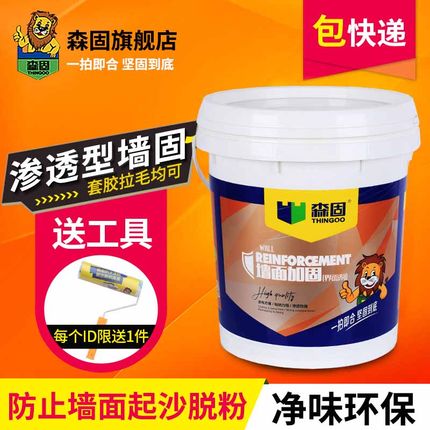 森固
THINGOO
森固旗舰店
一拍即合 坚固到底
包快递
渗透型墙固
套胶拉毛均可
送工具
每个ID限送1件
森固
THINGOO
WALL
REINFORCEMENT
墙面加固
High quality
一拍即合 坚固到底
防止墙面起沙脱粉
净味环保